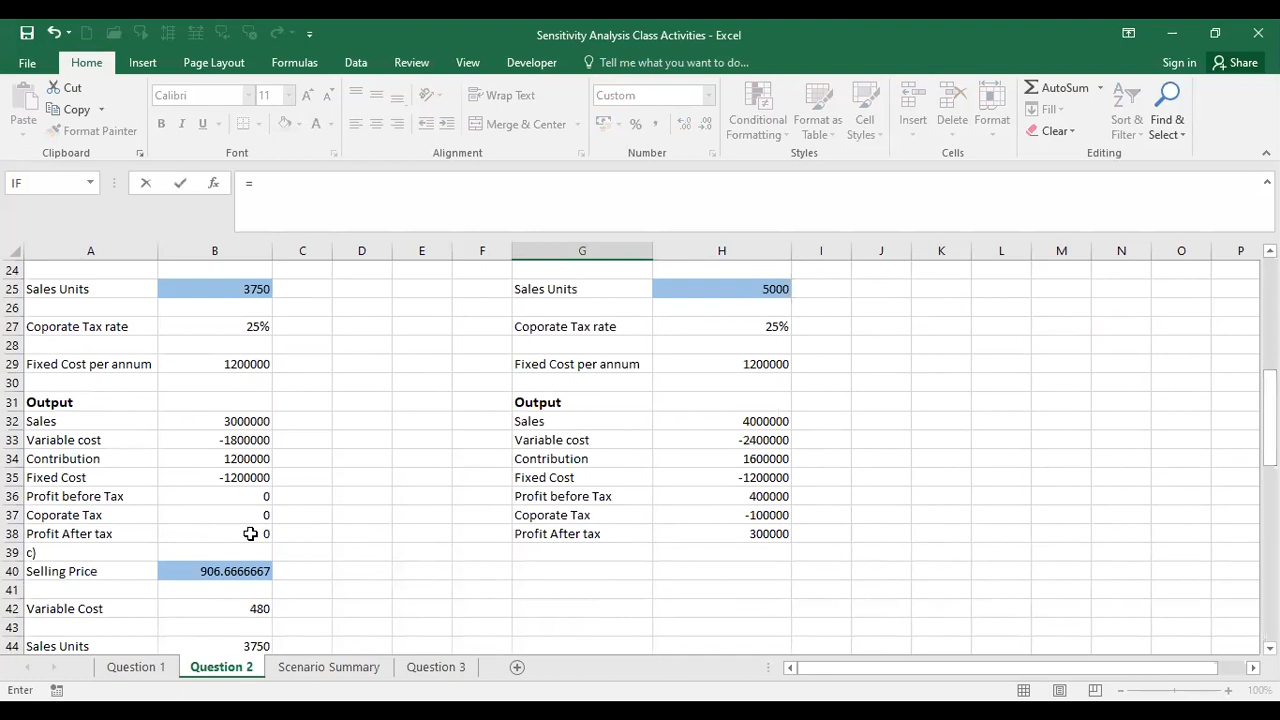 Sensitivity Analysis Class Activities - Excel
File Home Insert Page Layout Formulas Data Review View Developer Tell me what you want to do... Sign in Share
Cut
Copy
Format Painter
Paste
Clipboard
Calibri 11
B I U
Font
Wrap Text
Merge & Center
Alignment
Custom
%
Number
Conditional Formatting
Format as Table
Cell Styles
Styles
Insert Delete Format
Cells
AutoSum
Fill
Clear
Sort & Filter
Find & Select
Editing
IF fx =
A B C D E F G H I J K L M N O P
24
25 Sales Units 3750 Sales Units 5000
26
27 Coporate Tax rate 25% Coporate Tax rate 25%
28
29 Fixed Cost per annum 1200000 Fixed Cost per annum 1200000
30
31 Output Output
32 Sales 3000000 Sales 4000000
33 Variable cost -1800000 Variable cost -2400000
34 Contribution 1200000 Contribution 1600000
35 Fixed Cost -1200000 Fixed Cost -1200000
36 Profit before Tax 0 Profit before Tax 400000
37 Coporate Tax 0 Coporate Tax -100000
38 Profit After tax 0 Profit After tax 300000
39 c)
40 Selling Price 906.6666667
41
42 Variable Cost 480
43
44 Sales Units 3750
Question 1 Question 2 Scenario Summary Question 3
Enter 100%